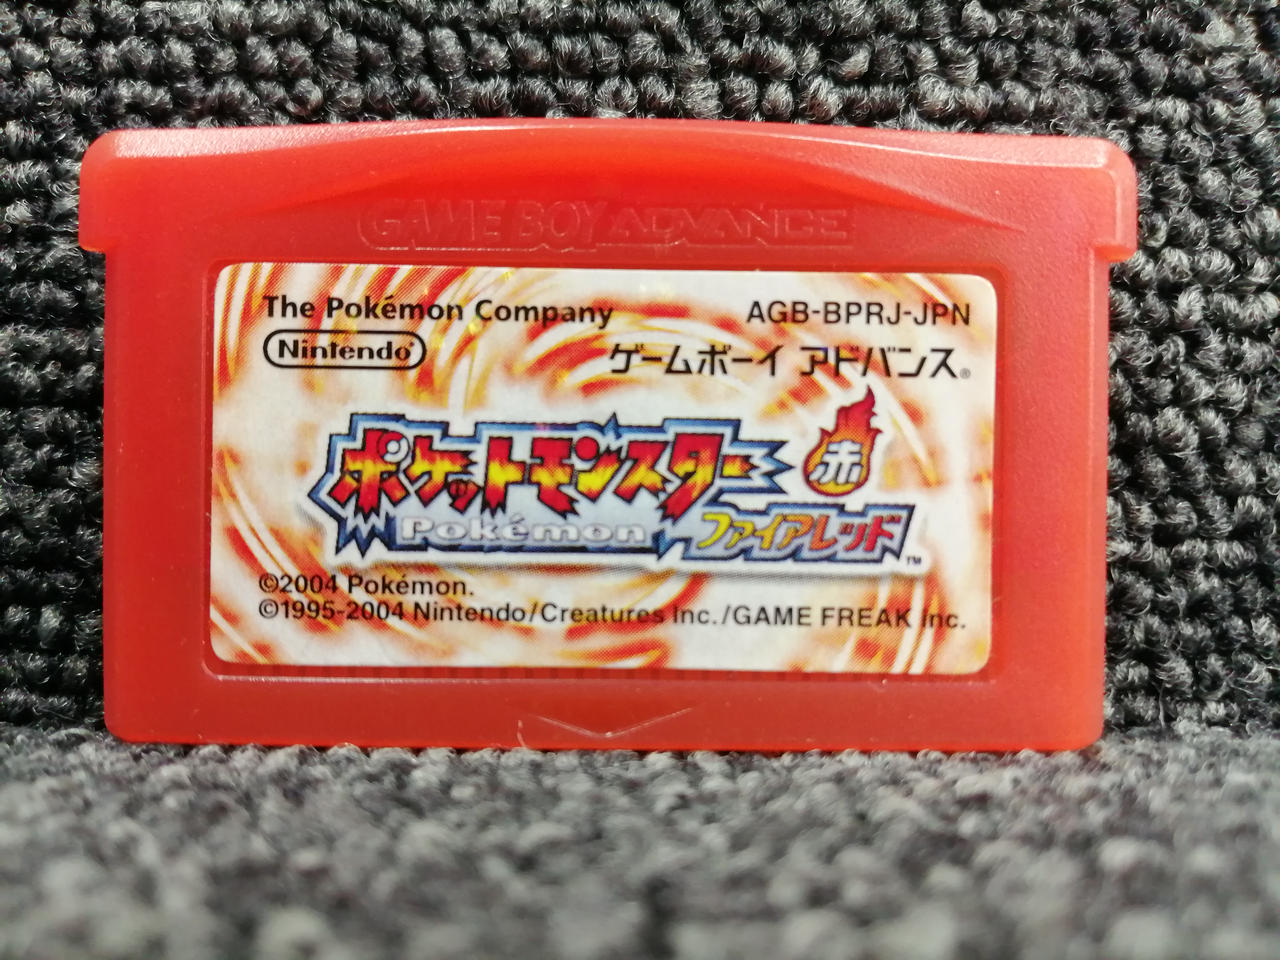 GAME BOY ADVANCE
The Pokémon Company
AGB-BPRJ-JPN
Nintendo®
ゲームボーイ アドバンス®
ポケットモンスター
赤
Pokémon
ファイアレッド™
©2004 Pokémon.
©1995-2004 Nintendo/Creatures Inc./GAME FREAK inc.